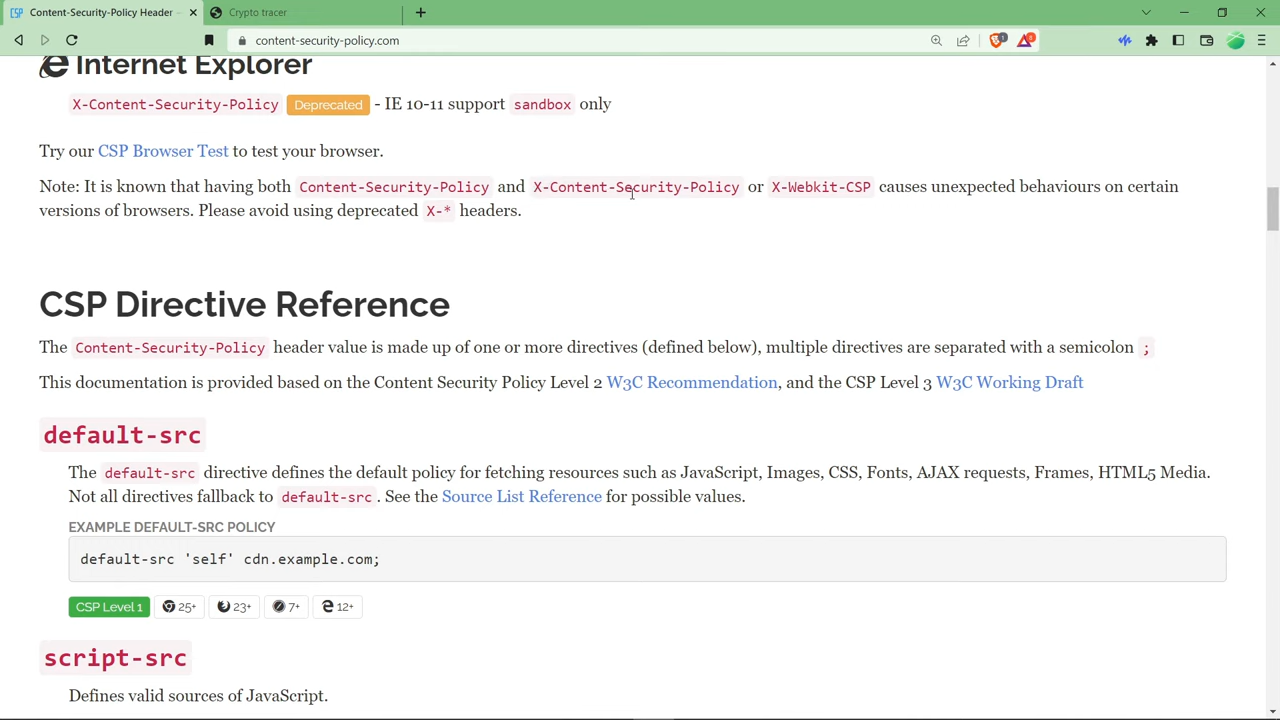 Content-Security-Policy Header
Crypto tracer
content-security-policy.com
Internet Explorer
X-Content-Security-Policy Deprecated - IE 10-11 support sandbox only
Try our CSP Browser Test to test your browser.
Note: It is known that having both Content-Security-Policy and X-Content-Security-Policy or X-Webkit-CSP causes unexpected behaviours on certain
versions of browsers. Please avoid using deprecated X-* headers.
CSP Directive Reference
The Content-Security-Policy header value is made up of one or more directives (defined below), multiple directives are separated with a semicolon ;
This documentation is provided based on the Content Security Policy Level 2 W3C Recommendation, and the CSP Level 3 W3C Working Draft
default-src
The default-src directive defines the default policy for fetching resources such as JavaScript, Images, CSS, Fonts, AJAX requests, Frames, HTML5 Media.
Not all directives fallback to default-src. See the Source List Reference for possible values.
EXAMPLE DEFAULT-SRC POLICY
default-src 'self' cdn.example.com;
CSP Level 1 25+ 23+ 7+ 12+
script-src
Defines valid sources of JavaScript.